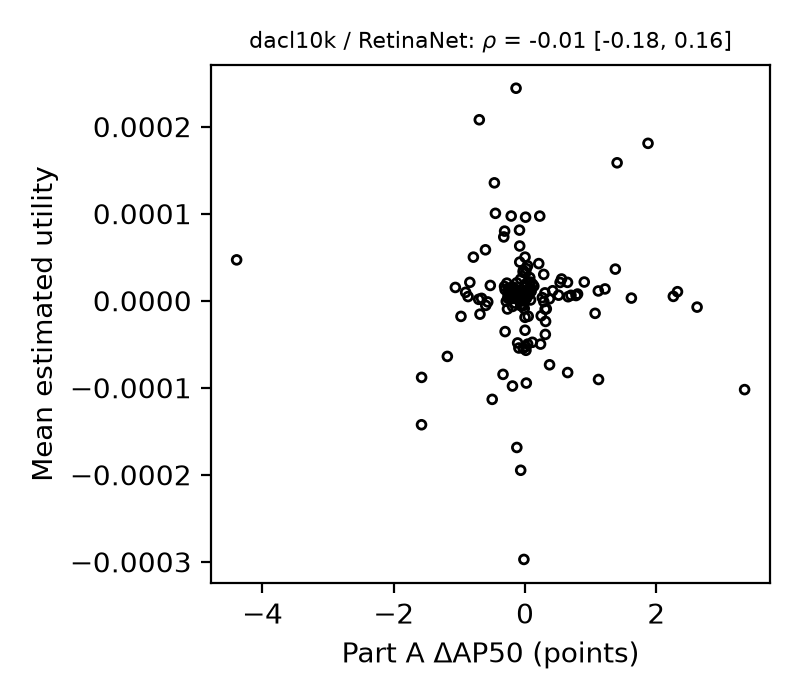 dacl10k / RetinaNet: ρ = -0.01 [-0.18, 0.16]
Mean estimated utility
0.0002
0.0001
0.0000
−0.0001
−0.0002
−0.0003
−4 −2 0 2
Part A ΔAP50 (points)